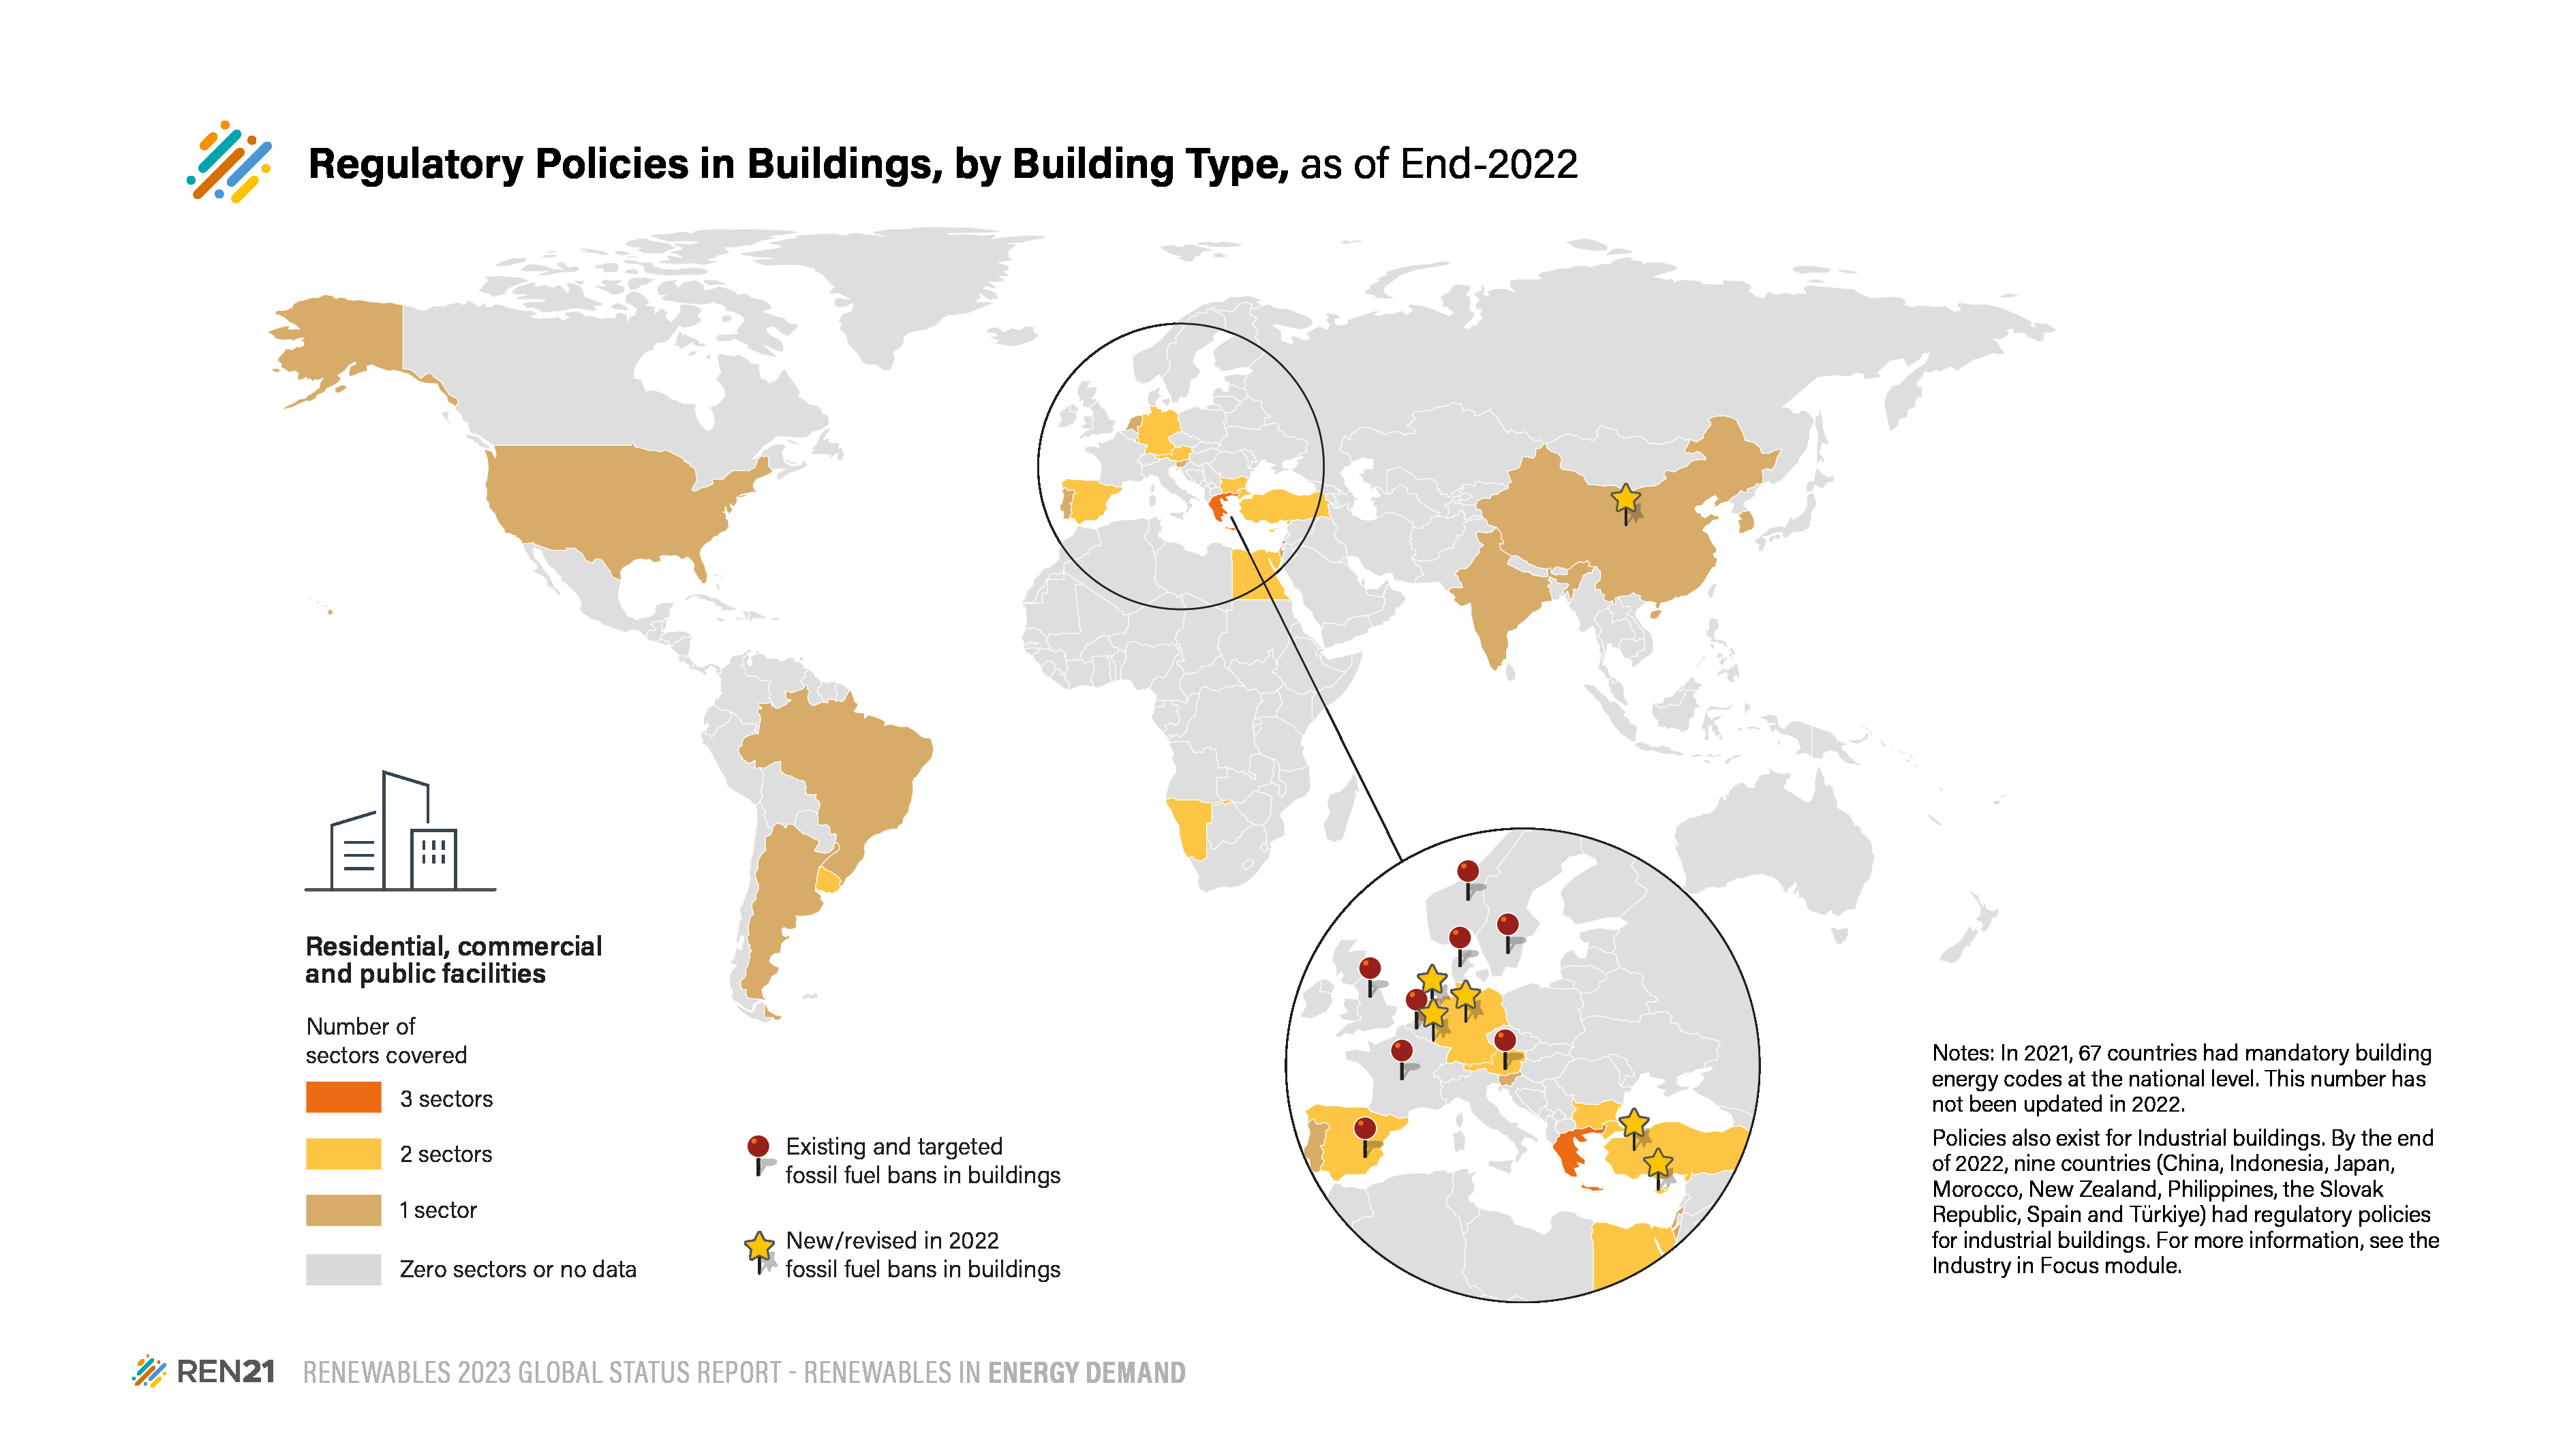 Regulatory Policies in Buildings, by Building Type, as of End-2022
Residential, commercial
and public facilities
Number of
sectors covered
3 sectors
2 sectors
1 sector
Zero sectors or no data
Existing and targeted
fossil fuel bans in buildings
New/revised in 2022
fossil fuel bans in buildings
Notes: In 2021, 67 countries had mandatory building
energy codes at the national level. This number has
not been updated in 2022.
Policies also exist for Industrial buildings. By the end
of 2022, nine countries (China, Indonesia, Japan,
Morocco, New Zealand, Philippines, the Slovak
Republic, Spain and Türkiye) had regulatory policies
for industrial buildings. For more information, see the
Industry in Focus module.
REN21 RENEWABLES 2023 GLOBAL STATUS REPORT - RENEWABLES IN ENERGY DEMAND